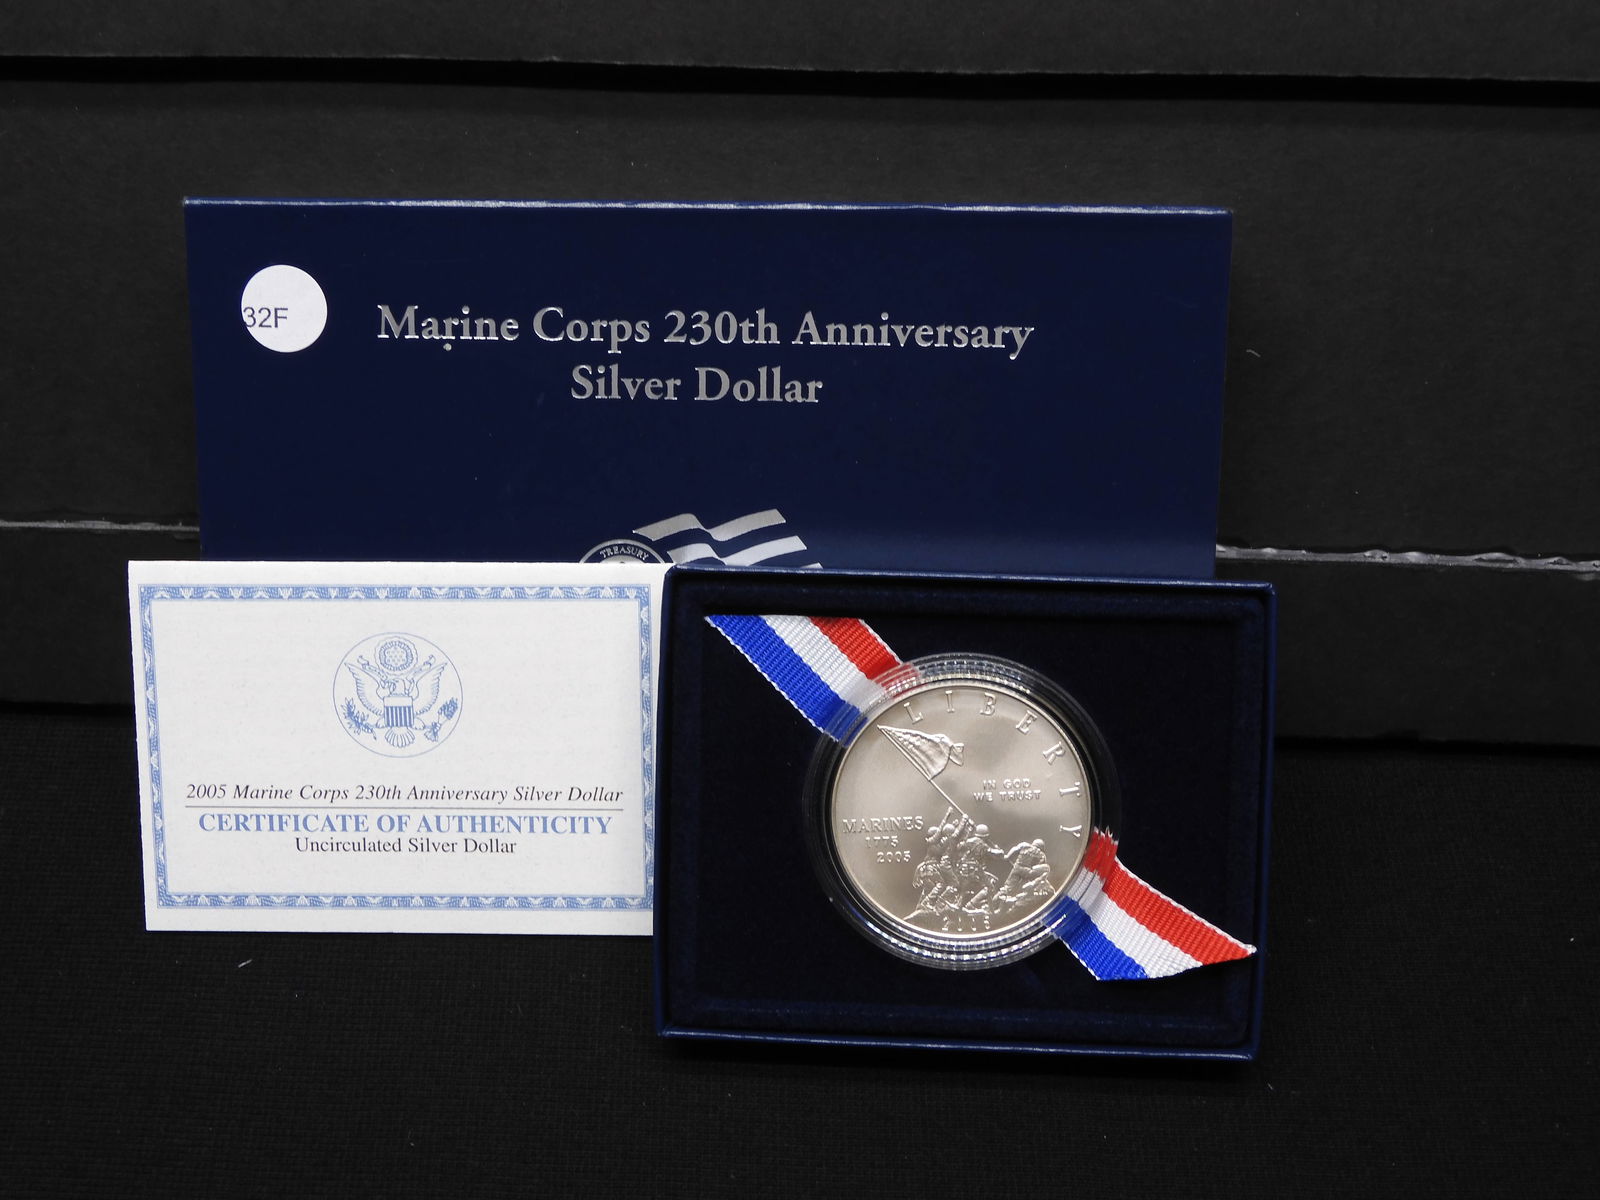 32F
Marine Corps 230th Anniversary
Silver Dollar
TREASURY
2005 Marine Corps 230th Anniversary Silver Dollar
CERTIFICATE OF AUTHENTICITY
Uncirculated Silver Dollar
LIBERTY
IN GOD
WE TRUST
MARINES
1775
2005
2005